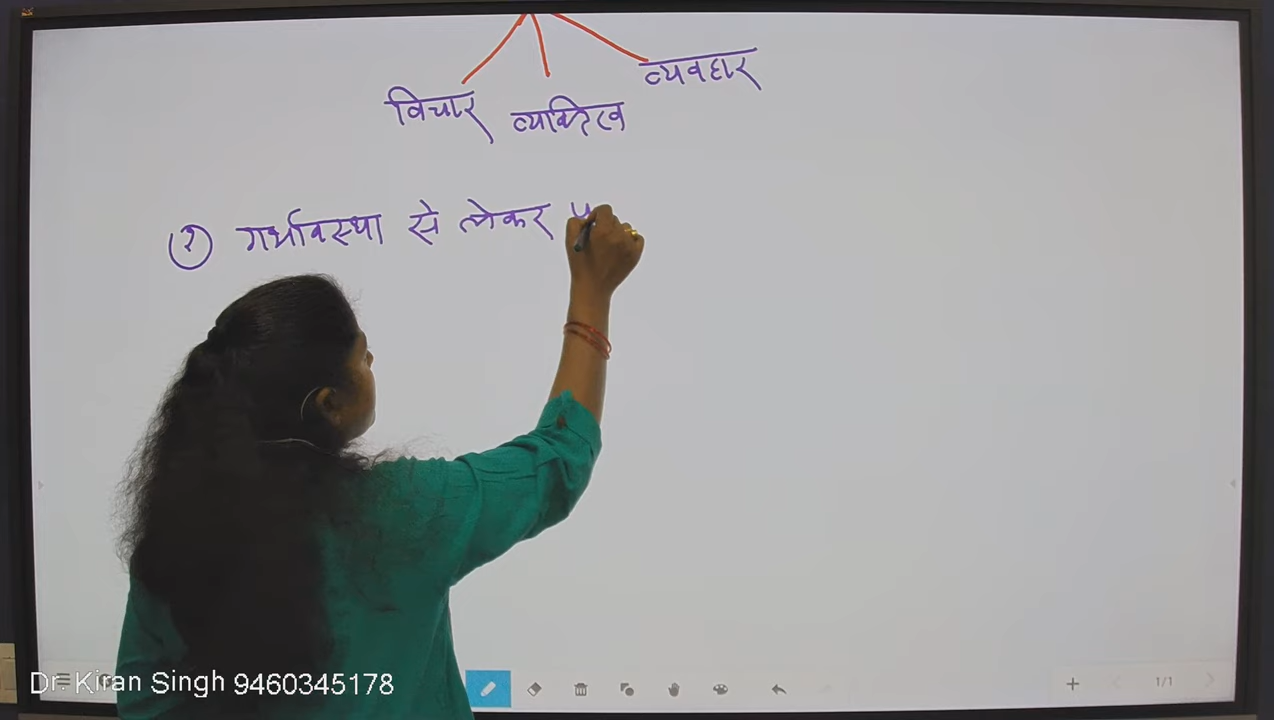 व्यवहार
विचार व्यक्तित्व
१ गर्भावस्था से लेकर
Dr. Kiran Singh 9460345178
1/1